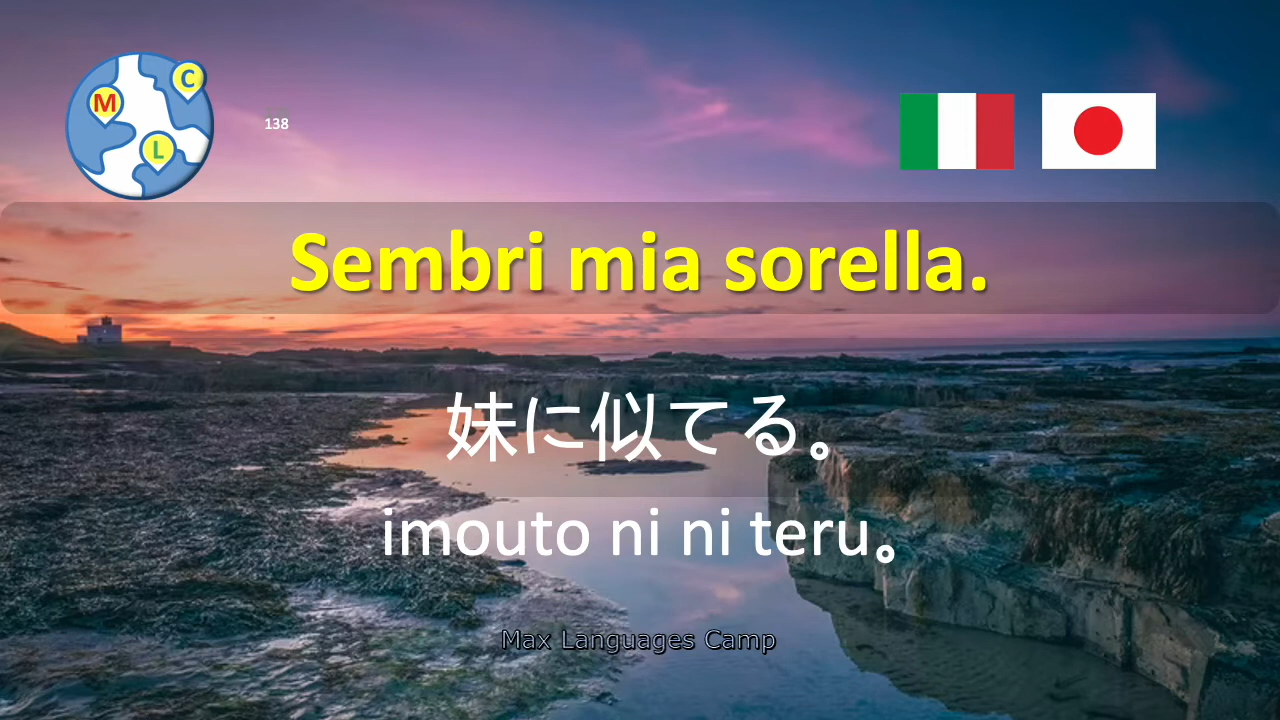 M
C
L
138
Sembri mia sorella.
妹に似てる。
imouto ni ni teru。
Max Languages Camp